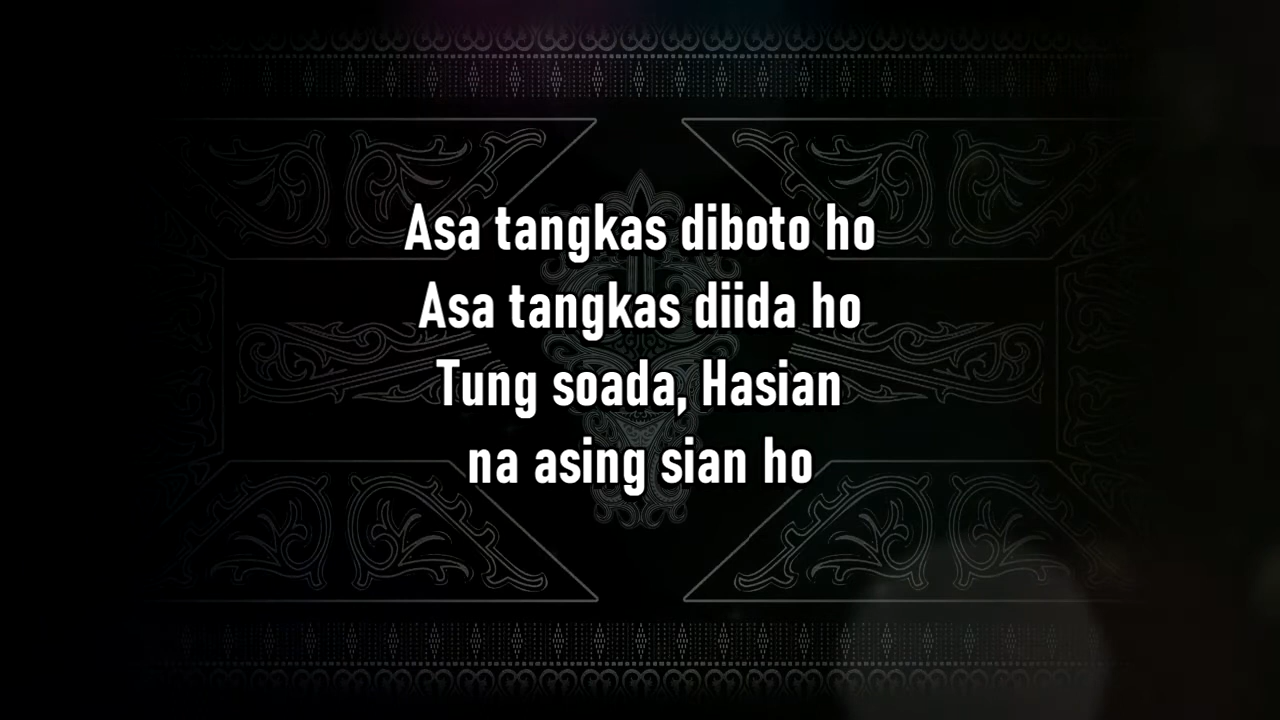 Asa tangkas diboto ho
Asa tangkas diida ho
Tung soada, Hasian
na asing sian ho